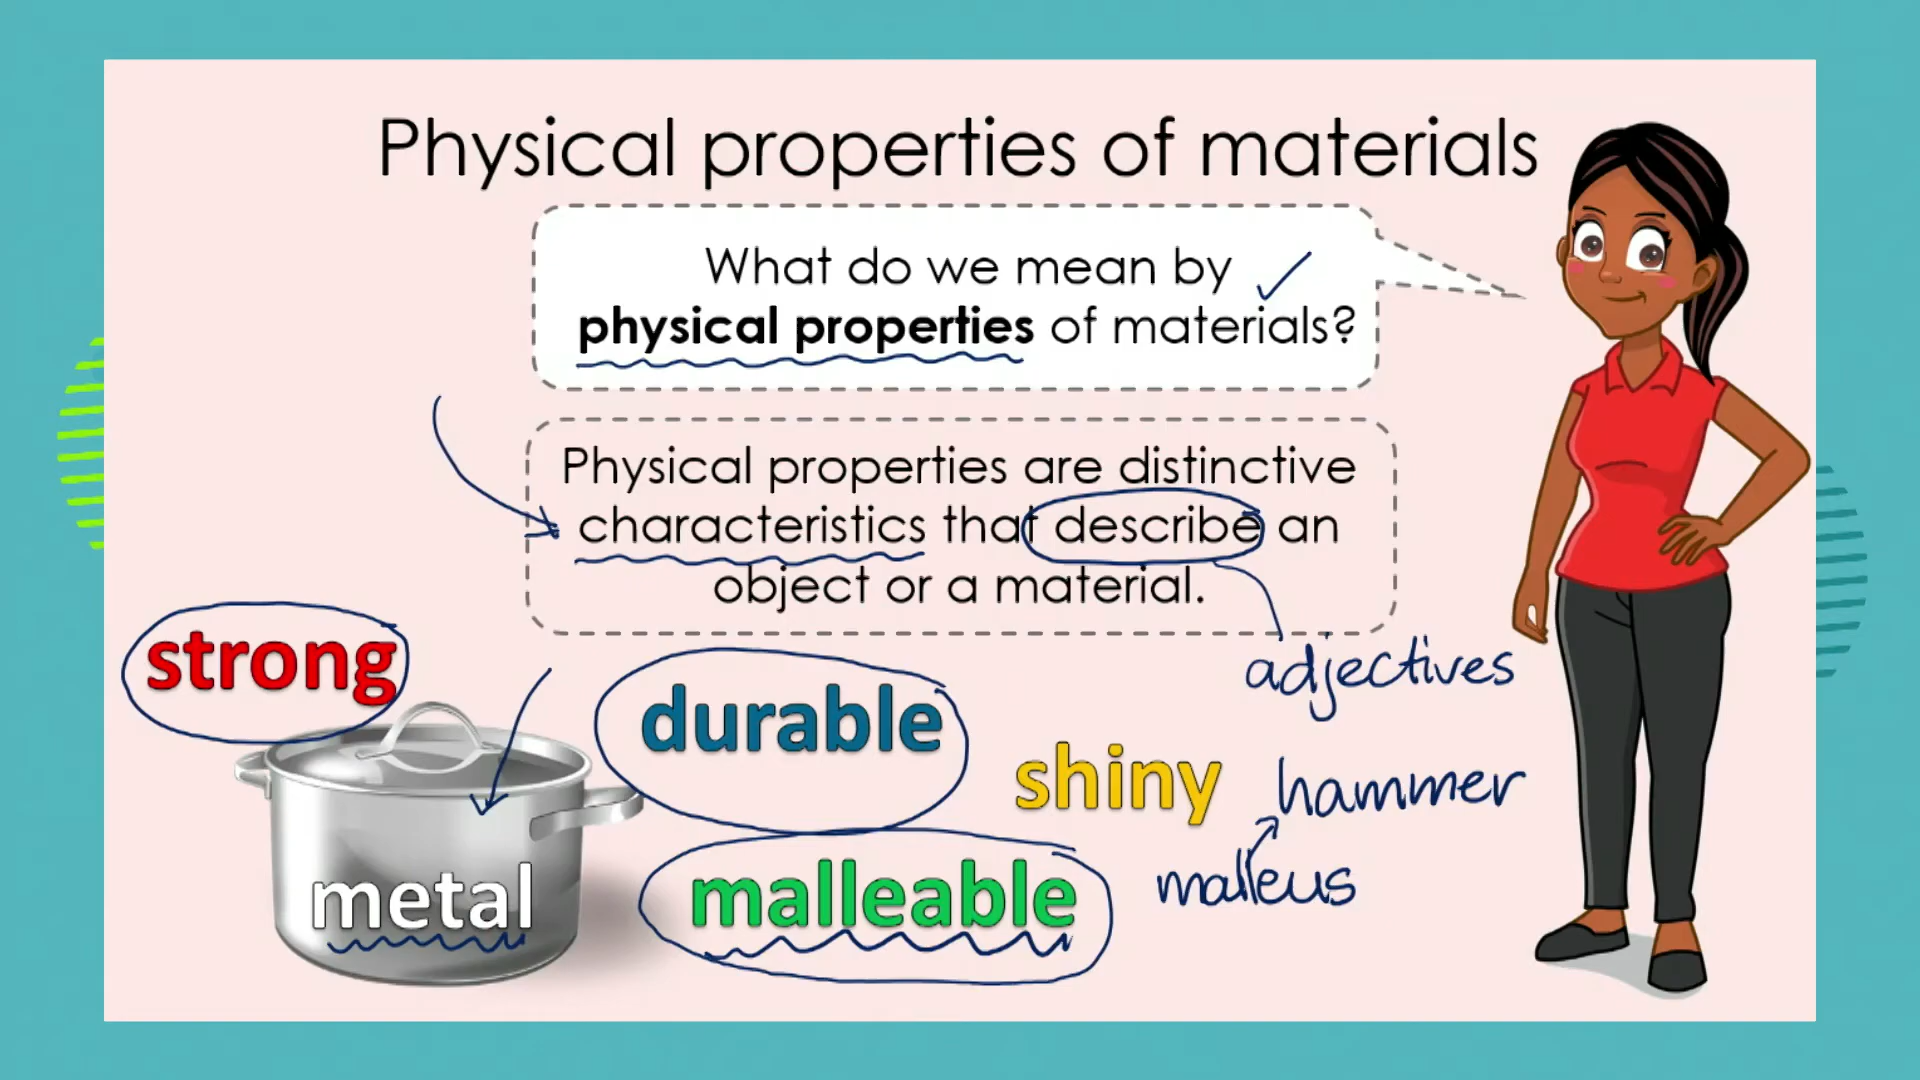 Physical properties of materials
What do we mean by
physical properties of materials?
Physical properties are distinctive
characteristics that describe an
object or a material.
strong
adjectives
durable
shiny
hammer
metal
malleable
malleus